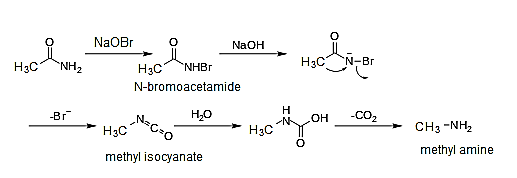 NaOBr
NaOH
O
H₃C NH₂
O
H₃C NHBr
N-bromoacetamide
O
H₃C N̄-Br
-Br⁻
H₃C N=C=O
methyl isocyanate
H₂O
H
H₃C N OH
O
-CO₂
CH₃-NH₂
methyl amine